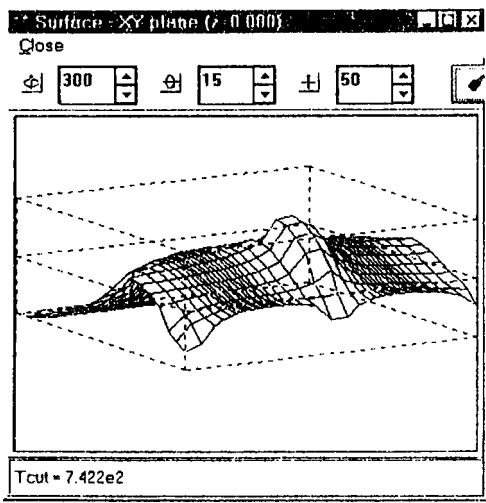 Surface - XY plane (z 0.000)
Close
300 15 50
Tcut = 7.422e2